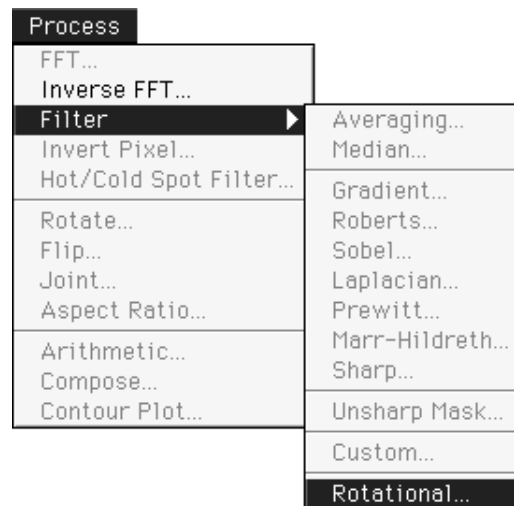 Process
FFT...
Inverse FFT...
Filter
Invert Pixel...
Hot/Cold Spot Filter...
Rotate...
Flip...
Joint...
Aspect Ratio...
Arithmetic...
Compose...
Contour Plot...
Averaging...
Median...
Gradient...
Roberts...
Sobel...
Laplacian...
Prewitt...
Marr-Hildreth...
Sharp...
Unsharp Mask...
Custom...
Rotational...